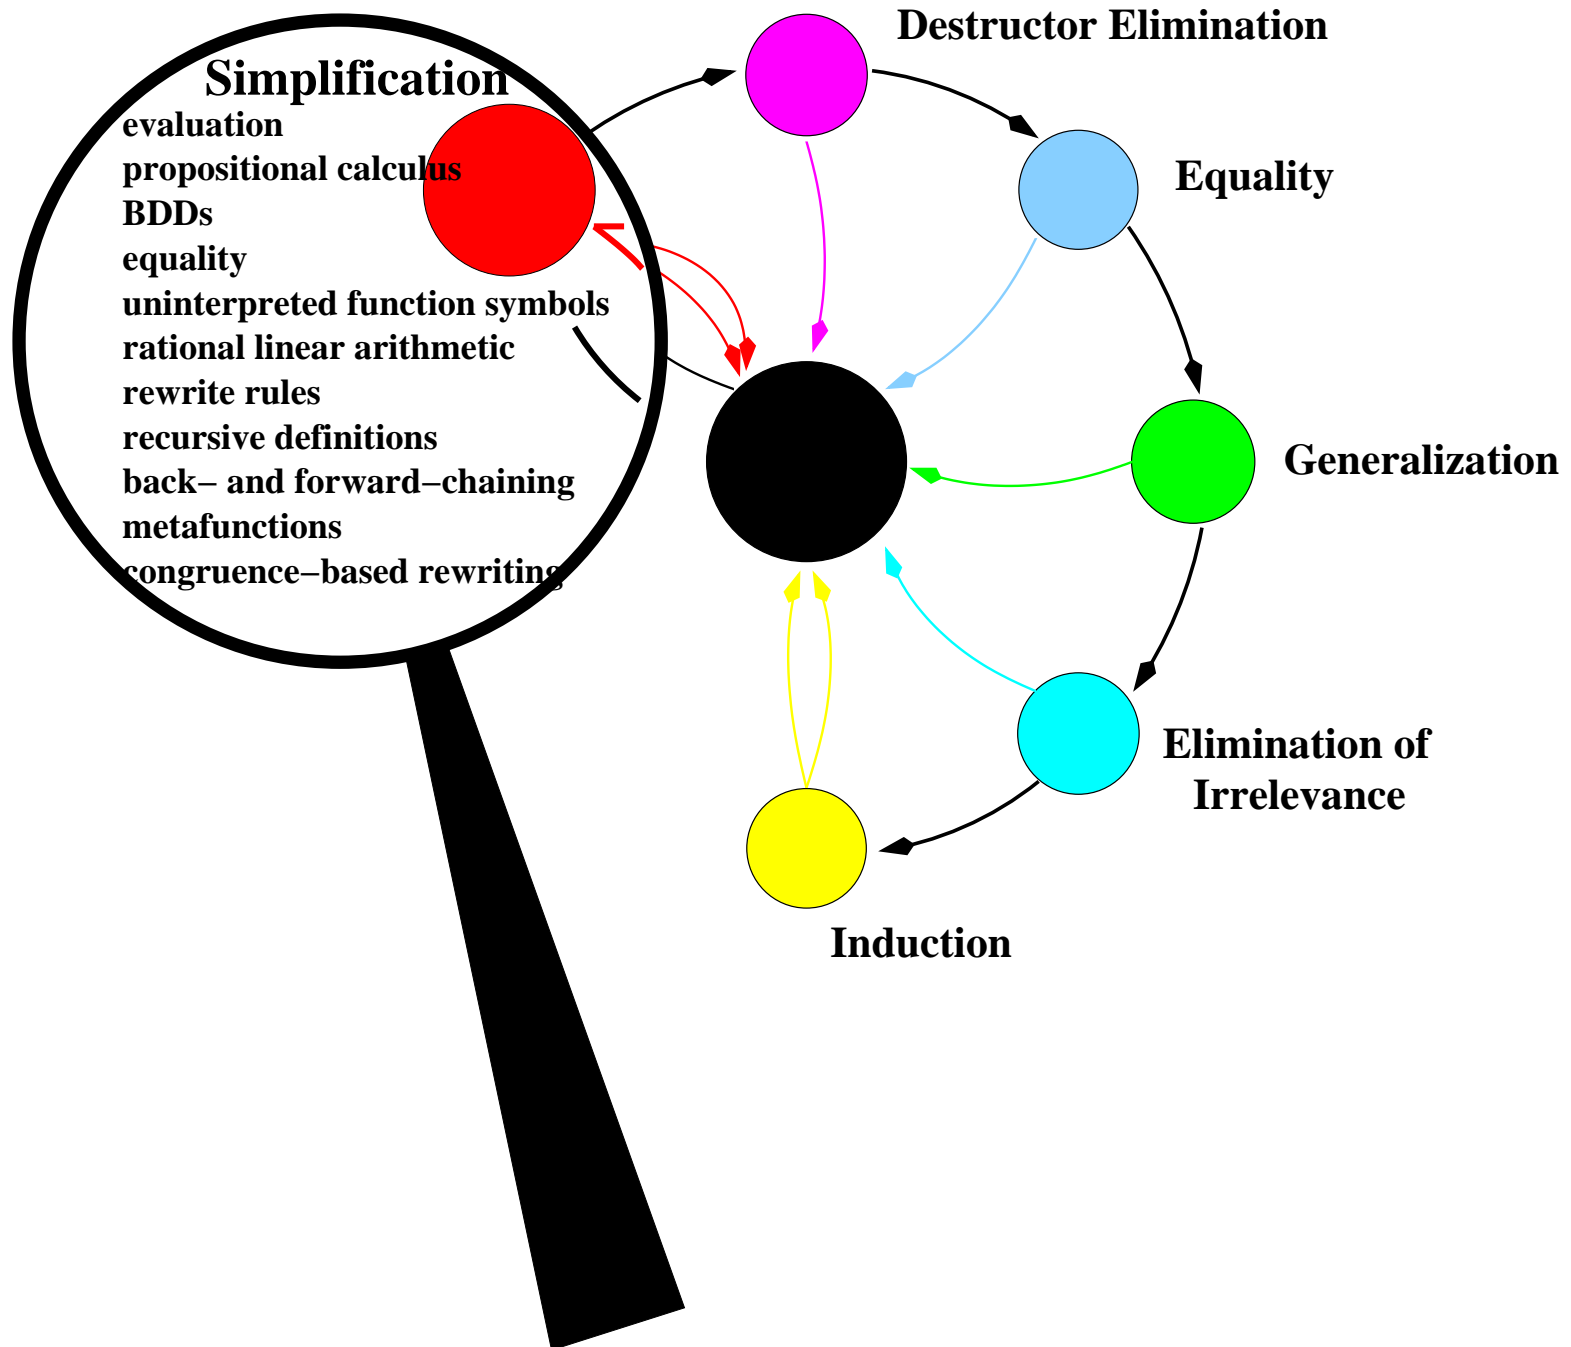 Destructor Elimination
Simplification
evaluation
propositional calculus
BDDs
equality
uninterpreted function symbols
rational linear arithmetic
rewrite rules
recursive definitions
back− and forward−chaining
metafunctions
congruence−based rewriting
Equality
Generalization
Elimination of
Irrelevance
Induction